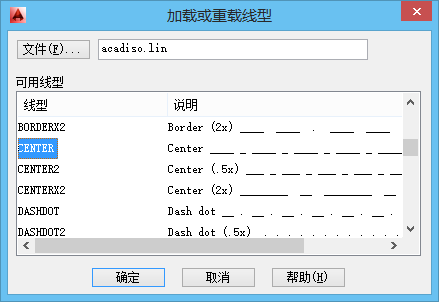 加载或重载线型
文件(F)... acadiso.lin
可用线型
线型 说明
BORDERX2 Border (2x) ____ ____ . ____ ____
CENTER Center ____ _ ____ _ ____ _ ____ _
CENTER2 Center (.5x) ___ _ ___ _ ___ _ ___
CENTERX2 Center (2x) ________ __ ________ __
DASHDOT Dash dot __ . __ . __ . __ . __ .
DASHDOT2 Dash dot (.5x) _._._._._._._._
确定 取消 帮助(H)